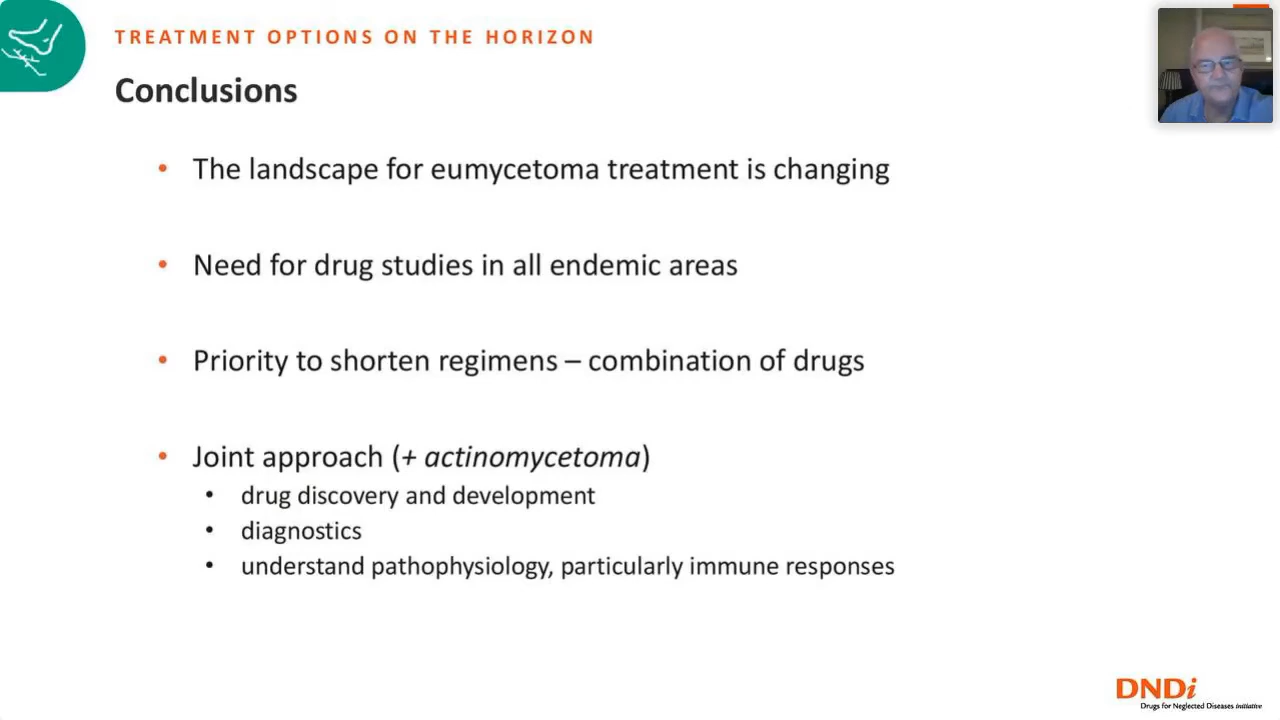 TREATMENT OPTIONS ON THE HORIZON
Conclusions
• The landscape for eumycetoma treatment is changing
• Need for drug studies in all endemic areas
• Priority to shorten regimens – combination of drugs
• Joint approach (+ actinomycetoma)
• drug discovery and development
• diagnostics
• understand pathophysiology, particularly immune responses
DNDi
Drugs for Neglected Diseases initiative